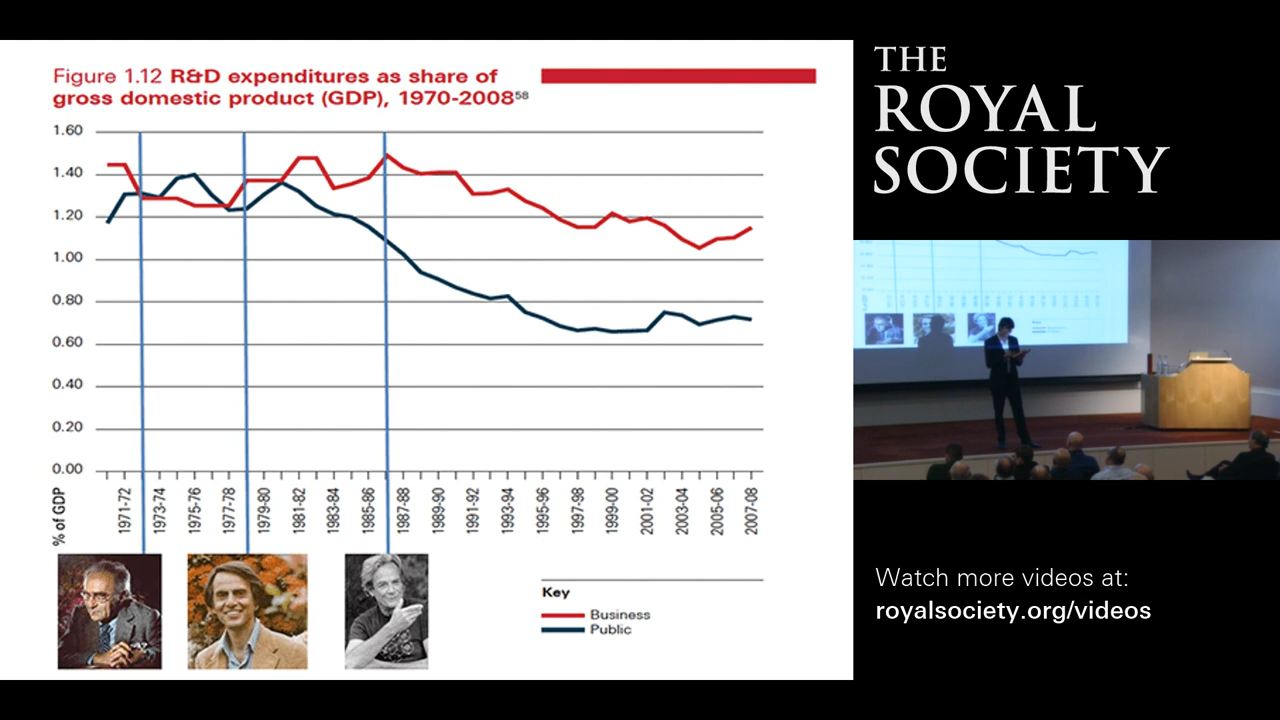 Figure 1.12 R&D expenditures as share of
gross domestic product (GDP), 1970-2008⁵⁸
1.60
1.40
1.20
1.00
0.80
0.60
0.40
0.20
0.00
% of GDP
1971-72
1973-74
1975-76
1977-78
1979-80
1981-82
1983-84
1985-86
1987-88
1989-90
1991-92
1993-94
1995-96
1997-98
1999-00
2001-02
2003-04
2005-06
2007-08
Key
Business
Public
THE
ROYAL
SOCIETY
Watch more videos at:
royalsociety.org/videos